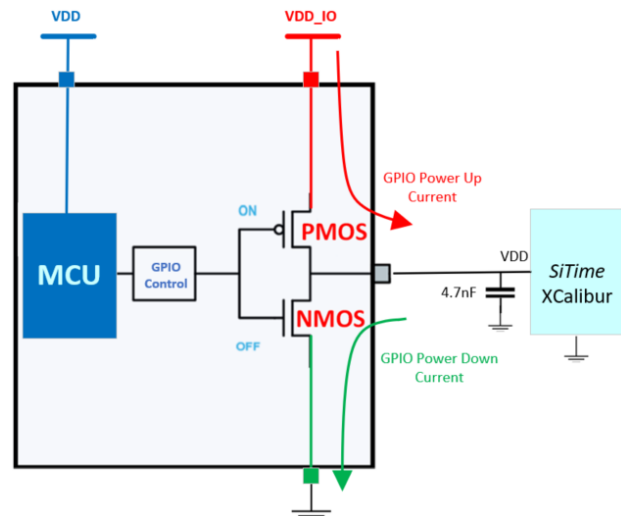 VDD
VDD_IO
GPIO Power Up
Current
ON
PMOS
MCU
GPIO
Control
VDD
SiTime
XCalibur
4.7nF
NMOS
OFF
GPIO Power Down
Current